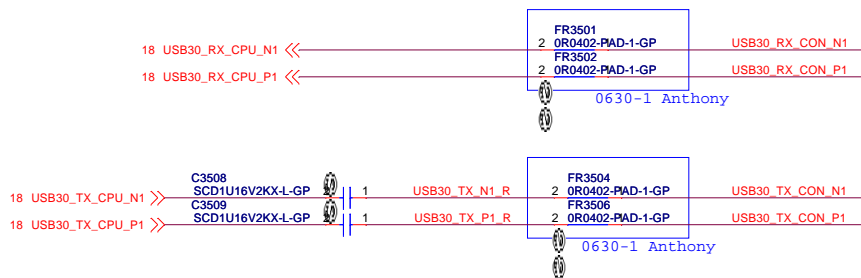 FR3501
18 USB30_RX_CPU_N1 2 0R0402-PAD-1-GP USB30_RX_CON_N1
FR3502
18 USB30_RX_CPU_P1 2 0R0402-PAD-1-GP USB30_RX_CON_P1
0630-1 Anthony
C3508 FR3504
SCD1U16V2KX-L-GP 0R0402-PAD-1-GP
18 USB30_TX_CPU_N1 1 USB30_TX_N1_R 2 USB30_TX_CON_N1
C3509 FR3506
SCD1U16V2KX-L-GP 0R0402-PAD-1-GP
18 USB30_TX_CPU_P1 1 USB30_TX_P1_R 2 USB30_TX_CON_P1
0630-1 Anthony